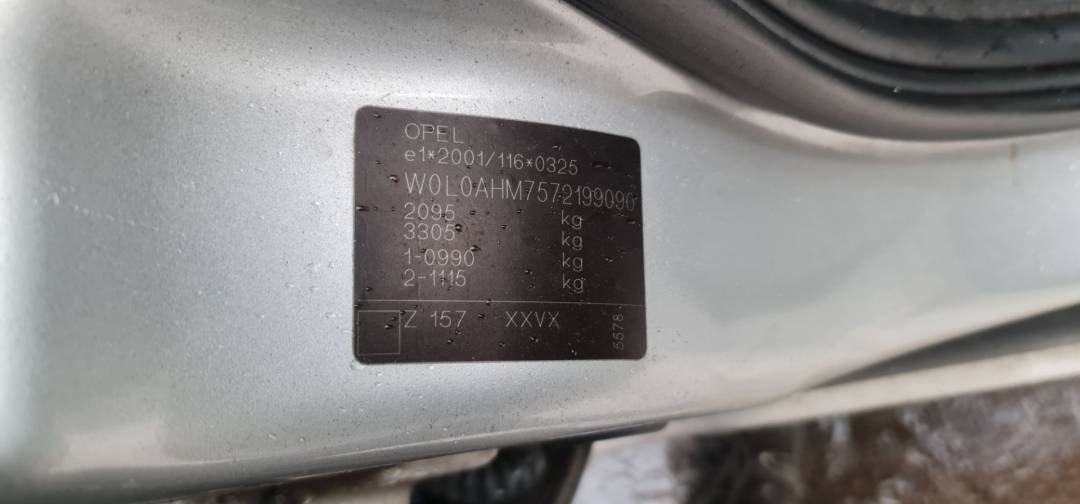 OPEL
e1*2001/116*0325
W0L0AHM7572199090
2095 kg
3305 kg
1-0990 kg
2-1115 kg
Z 157 XXVX
5578